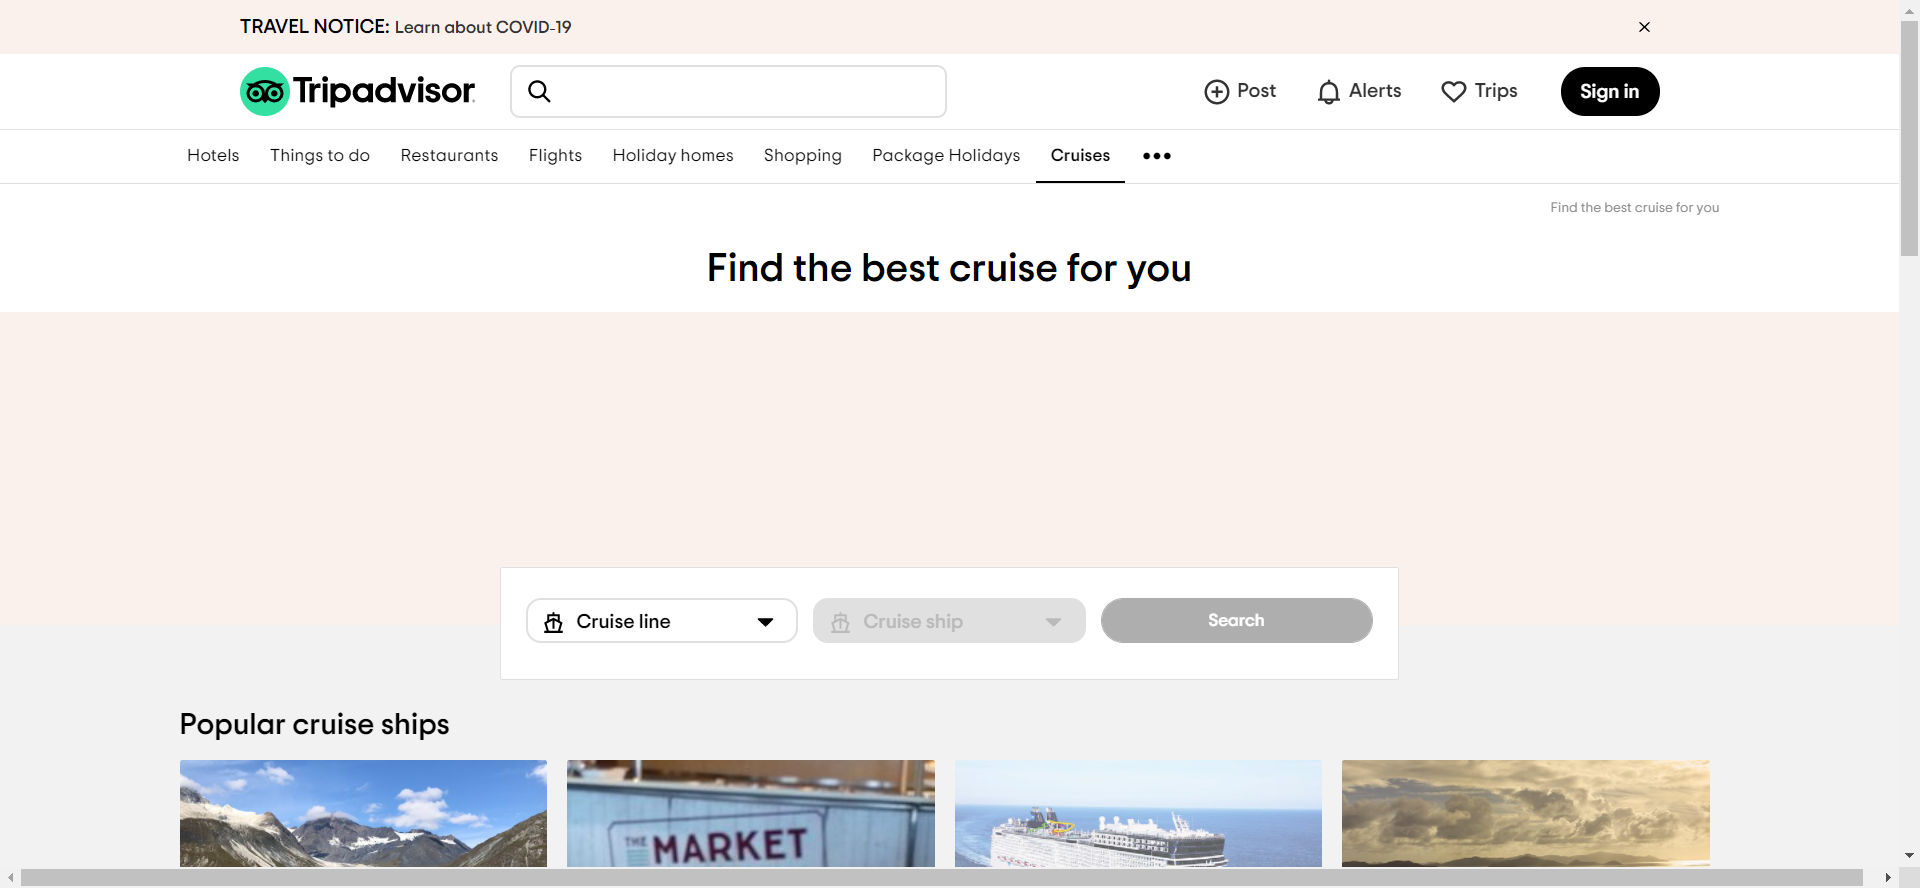 TRAVEL NOTICE: Learn about COVID-19
Tripadvisor
Post
Alerts
Trips
Sign in
Hotels
Things to do
Restaurants
Flights
Holiday homes
Shopping
Package Holidays
Cruises
Find the best cruise for you
Find the best cruise for you
Cruise line
Cruise ship
Search
Popular cruise ships
THE
MARKET